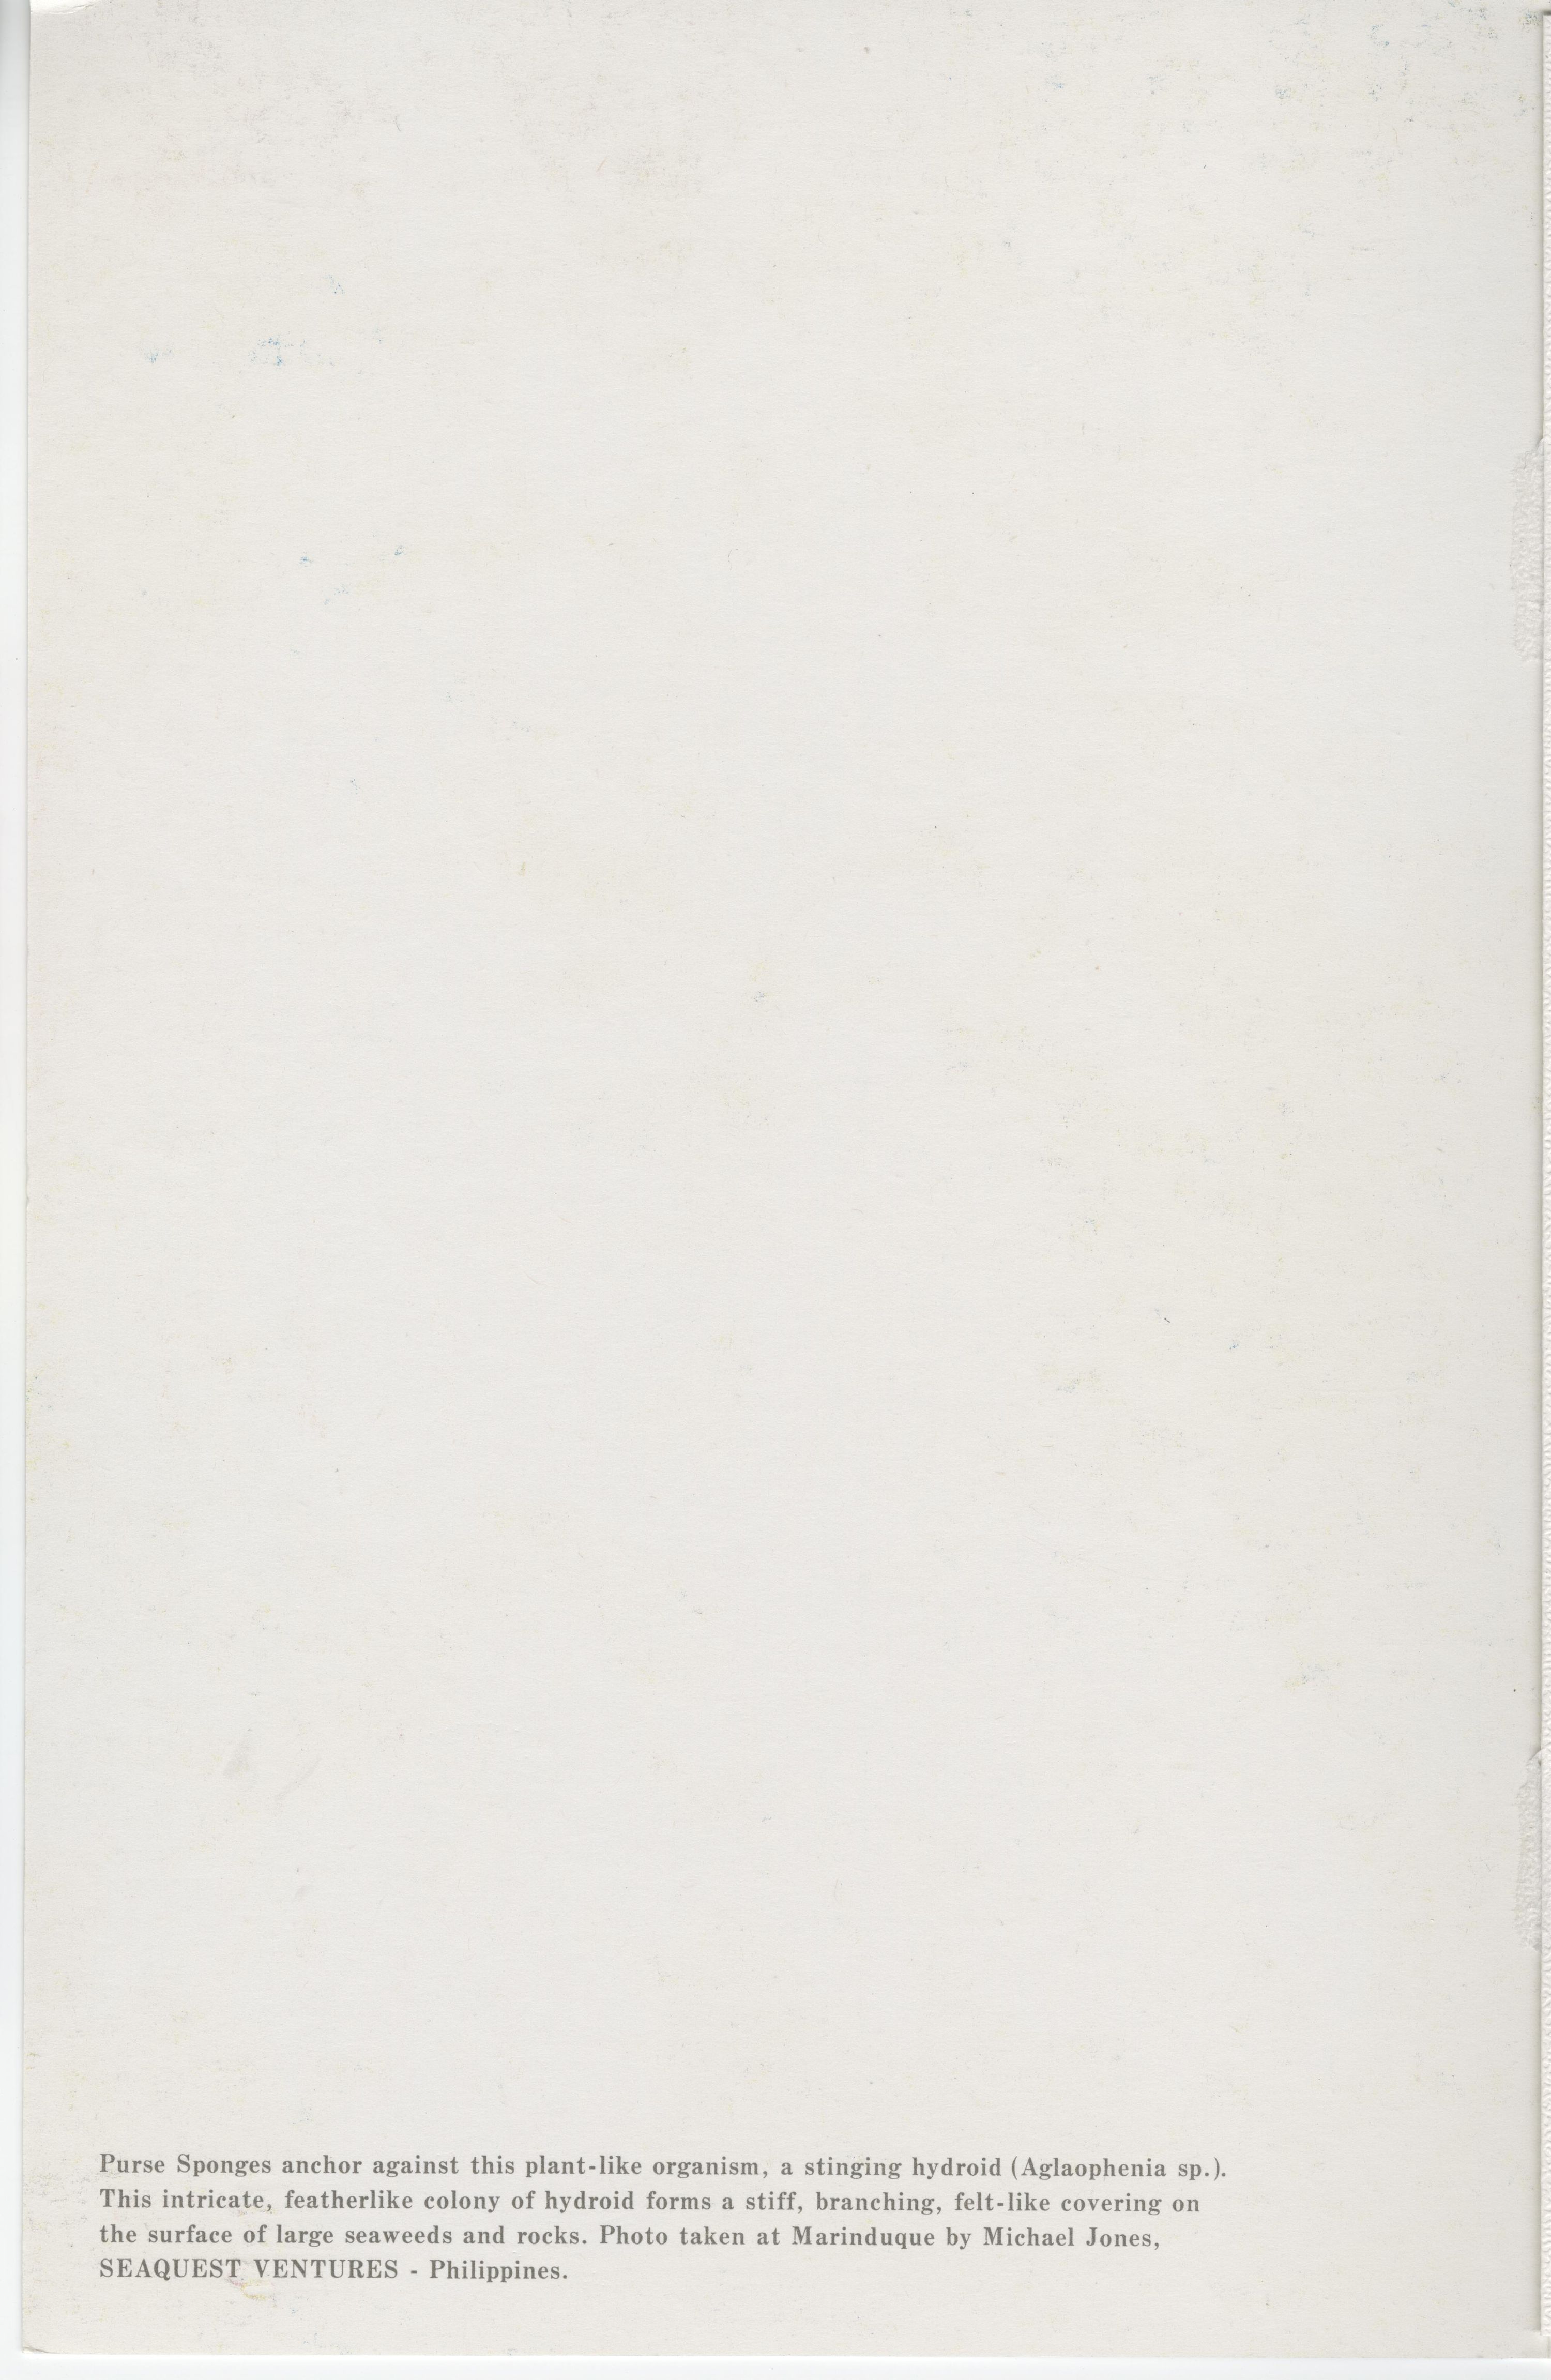 Purse Sponges anchor against this plant-like organism, a stinging hydroid (Aglaophenia sp.).
This intricate, featherlike colony of hydroid forms a stiff, branching, felt-like covering on
the surface of large seaweeds and rocks. Photo taken at Marinduque by Michael Jones,
SEAQUEST VENTURES - Philippines.